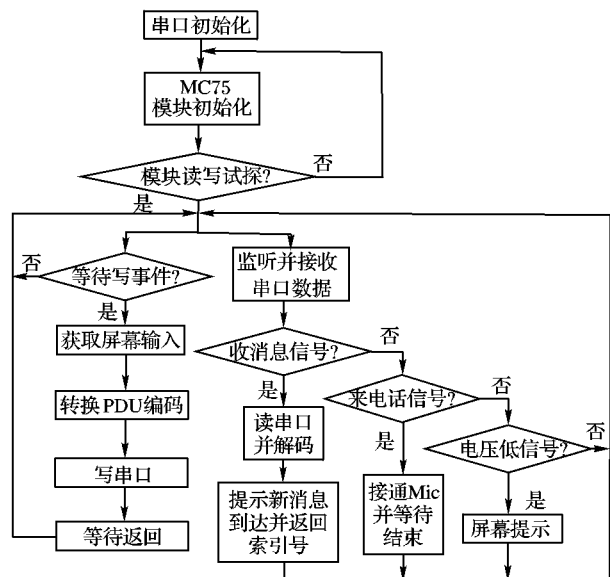 串口初始化
MC75
模块初始化
模块读写试探?
否
是
等待写事件?
否
是
获取屏幕输入
转换PDU编码
写串口
等待返回
监听并接收
串口数据
收消息信号?
否
是
读串口
并解码
提示新消息
到达并返回
索引号
来电话信号?
否
是
接通Mic
并等待
结束
电压低信号?
否
是
屏幕提示